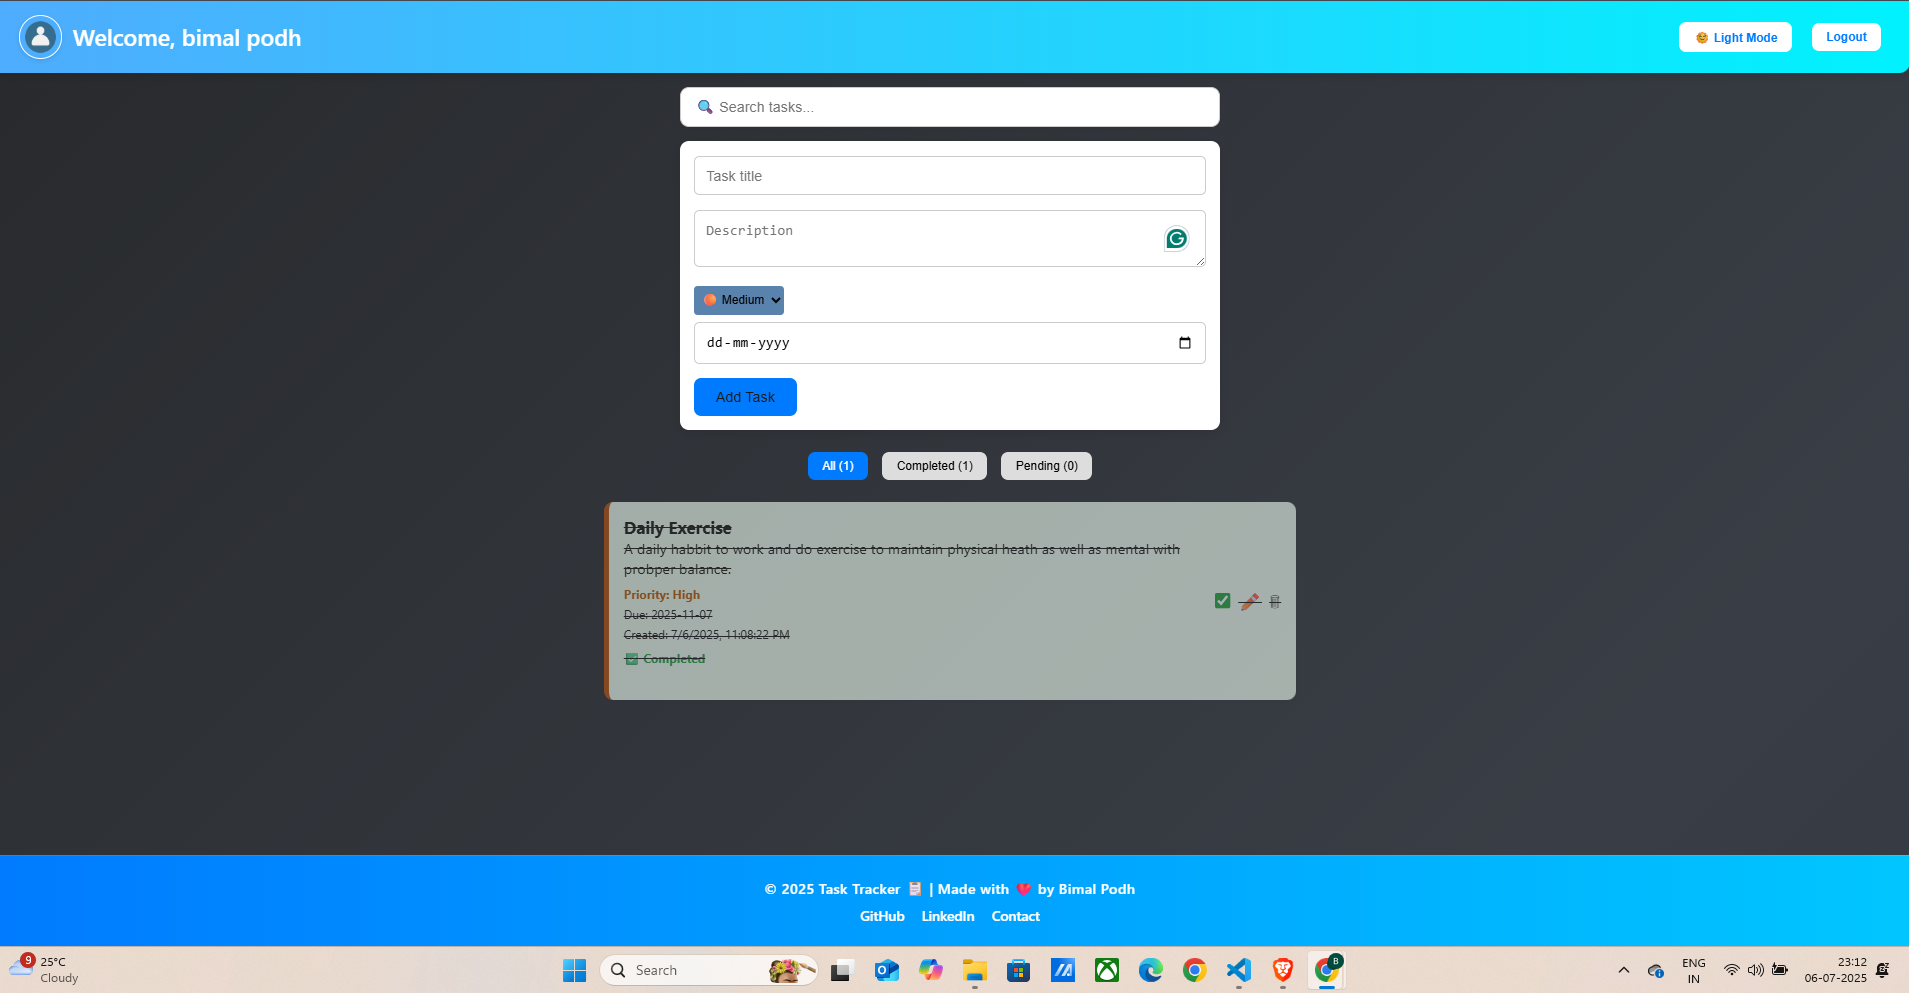 Welcome, bimal podh
Light Mode
Logout
Search tasks...
Task title
Description
Medium
dd-mm-yyyy
Add Task
All (1)
Completed (1)
Pending (0)
Daily Exercise
A daily habbit to work and do exercise to maintain physical heath as well as mental with
probper balance.
Priority: High
Due: 2025-11-07
Created: 7/6/2025, 11:08:22 PM
Completed
© 2025 Task Tracker | Made with by Bimal Podh
GitHub LinkedIn Contact
9
25°C
Cloudy
Search
B
ENG
IN
23:12
06-07-2025